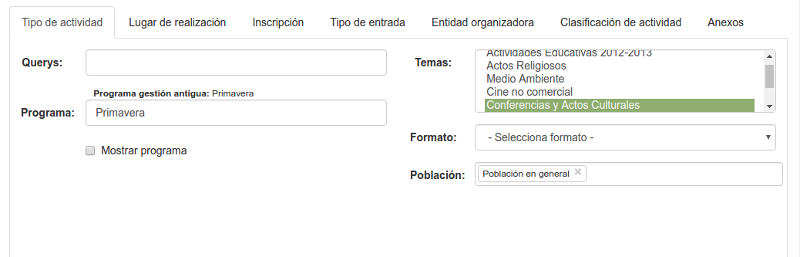 Tipo de actividad Lugar de realización Inscripción Tipo de entrada Entidad organizadora Clasificación de actividad Anexos
Querys:
Programa gestión antigua: Primavera
Programa: Primavera
Mostrar programa
Temas:
Actividades Educativas 2012-2013
Actos Religiosos
Medio Ambiente
Cine no comercial
Conferencias y Actos Culturales
Formato: - Selecciona formato -
Población: Población en general ×